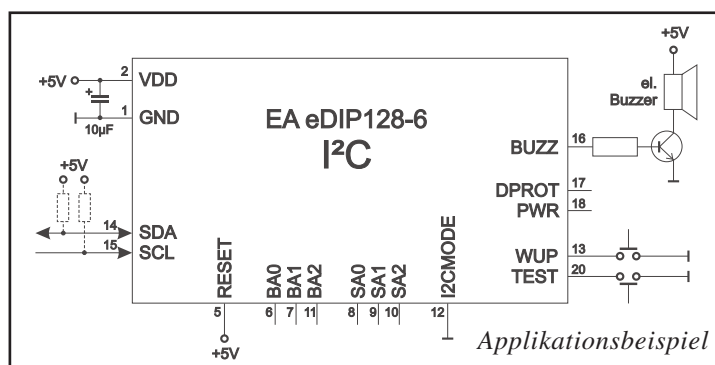 +5V
el.
Buzzer
+5V
2 VDD
+
1 GND
10µF
EA eDIP128-6
I²C
BUZZ 16
DPROT 17
PWR 18
+5V
14 SDA
15 SCL
WUP 13
TEST 20
RESET BA0 BA1 BA2 SA0 SA1 SA2 I2CMODE
5 6 7 11 8 9 10 12
+5V
Applikationsbeispiel